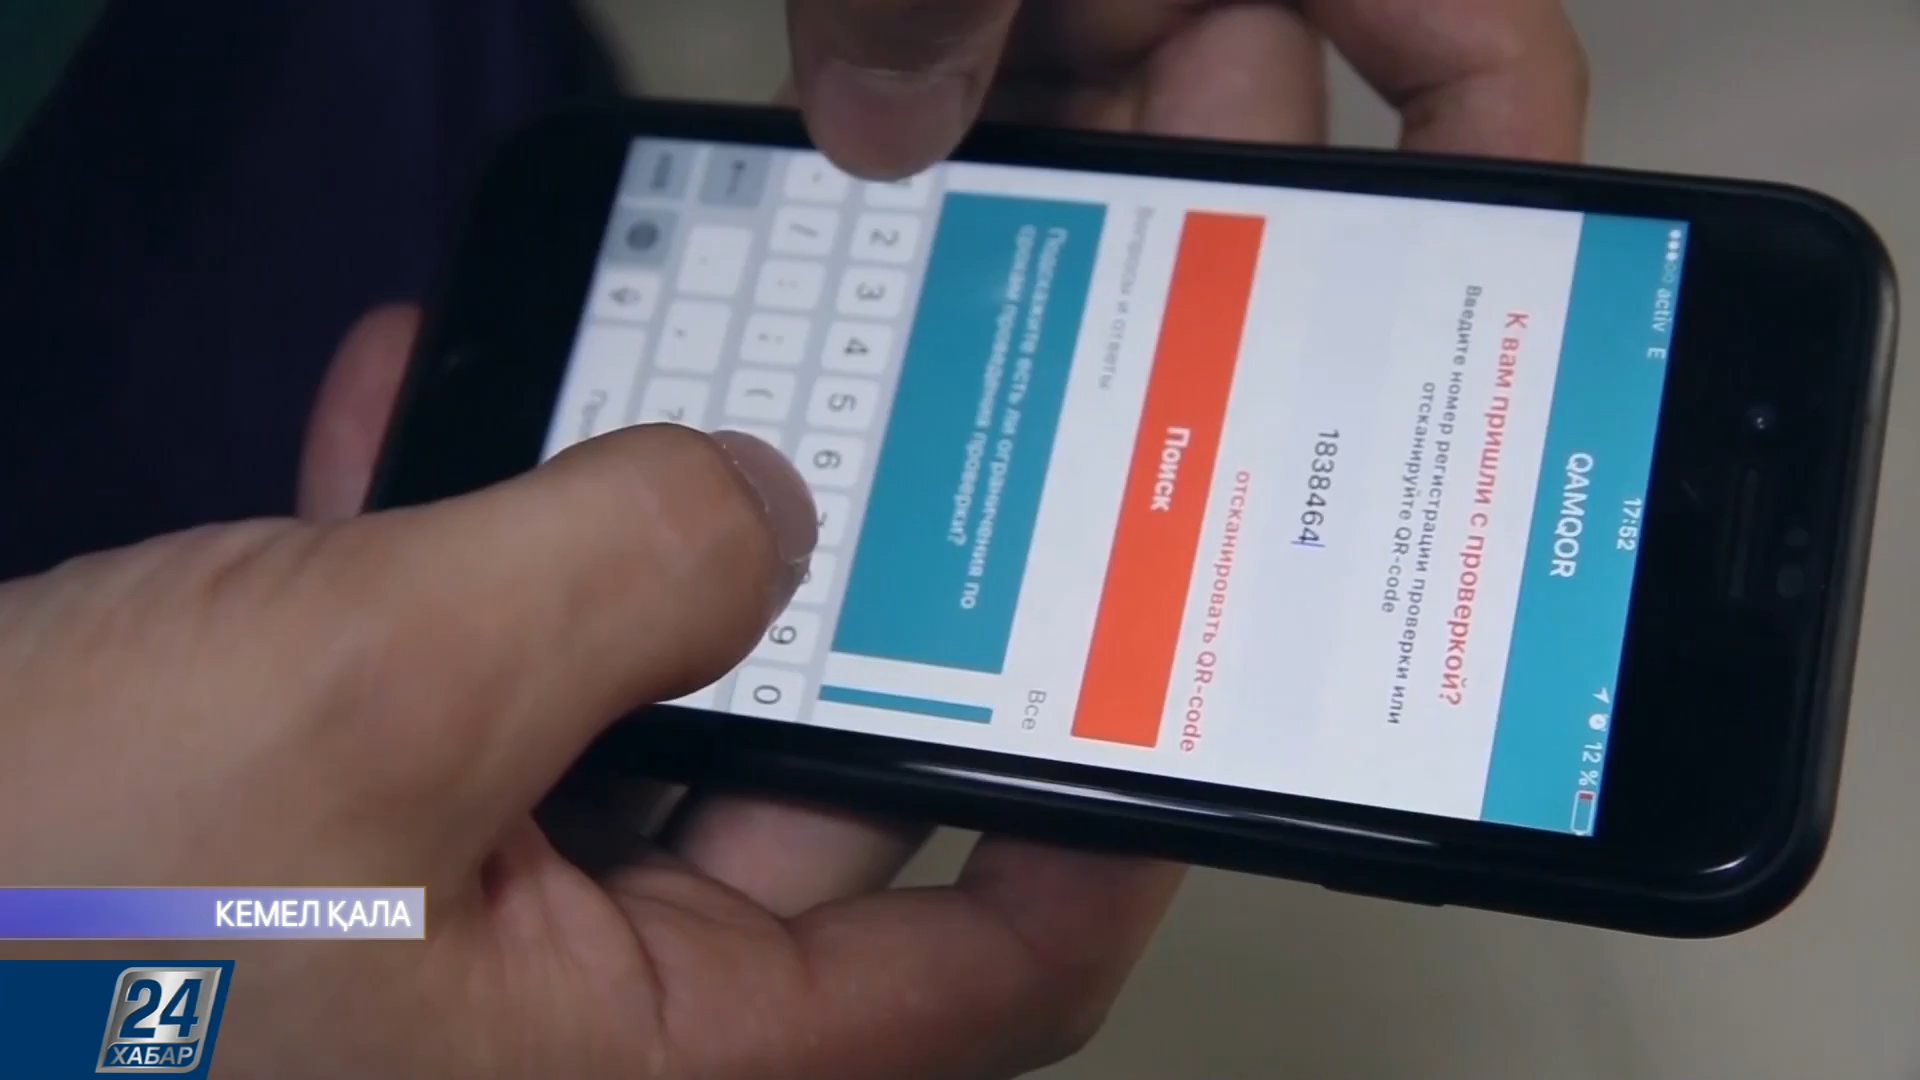 activ E
17:52
12 %
QAMQOR
К вам пришли с проверкой?
Введите номер регистрации проверки или
отсканируйте QR-code
1838464
отсканировать QR-code
Поиск
Вопросы и ответы
Все
Подскажите есть ли ограничения по
срокам проведения проверки?
2 3 4 5 6 9 0
/ : ; (
. , ?
КЕМЕЛ ҚАЛА
24
ХАБАР